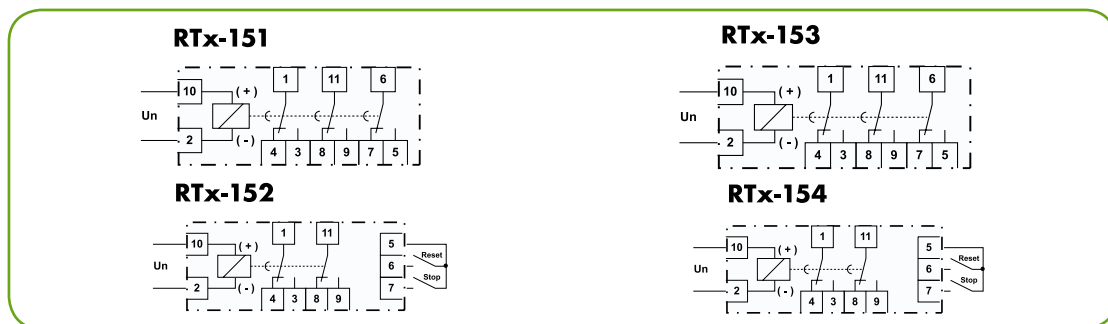 RTx-151
1 11 6
10 (+)
Un
2 (-)
4 3 8 9 7 5
RTx-153
1 11 6
10 (+)
Un
2 (-)
4 3 8 9 7 5
RTx-152
1 11
10 (+) 5
Reset
Un 6
Stop
2 (-) 7
4 3 8 9
RTx-154
1 11
10 (+) 5
Reset
Un 6
Stop
2 (-) 7
4 3 8 9